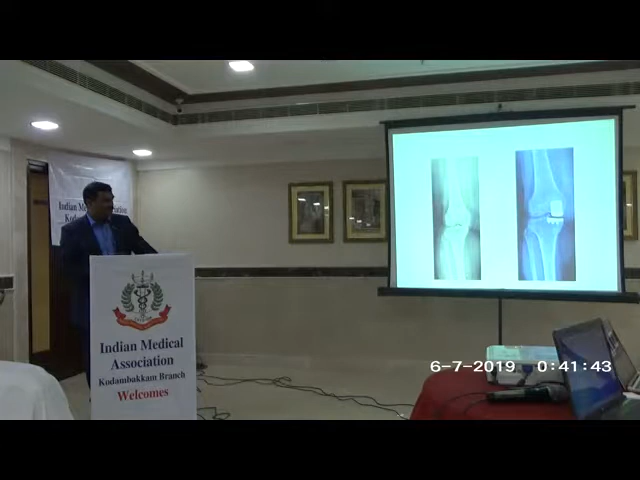 Indian Medical
Association
Kodambakkam Branch
Welcomes
6-7-2019 0:41:43